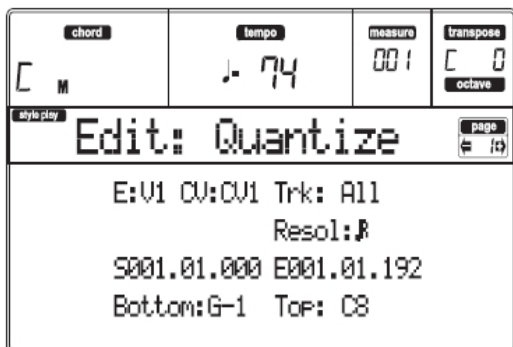 chord tempo measure transpose
C M ♩= 74 001 C 0
octave
style play Edit: Quantize page
1
E:V1 CV:CV1 Trk: All
Resol:♪
S001.01.000 E001.01.192
Bottom:G-1 Top: C8